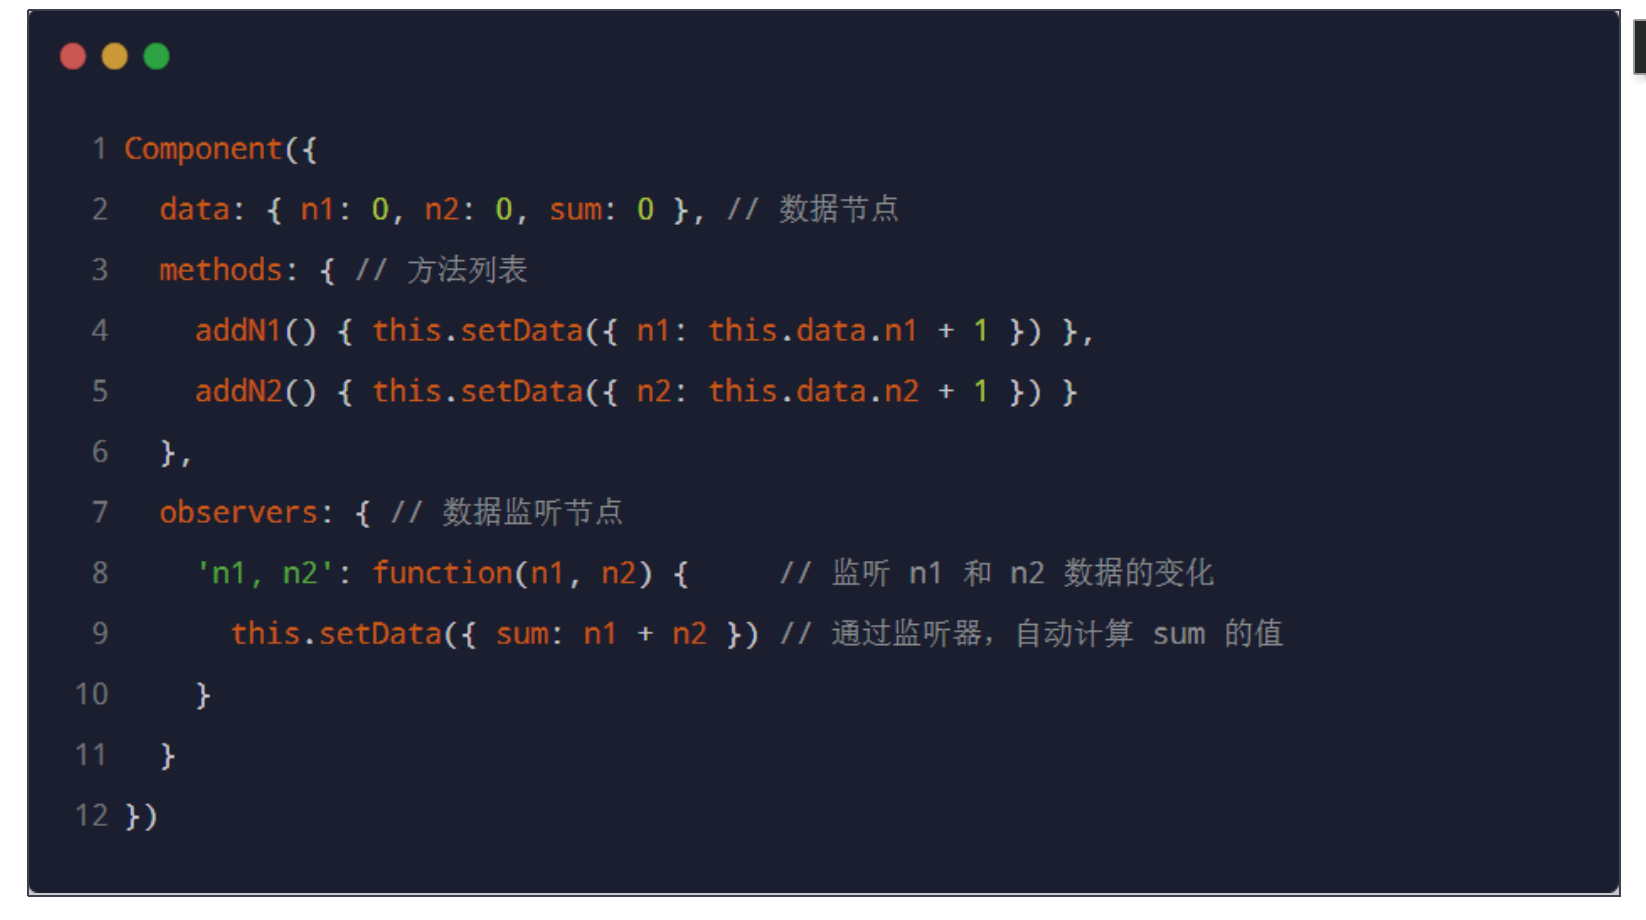 1 Component({
2   data: { n1: 0, n2: 0, sum: 0 }, // 数据节点
3   methods: { // 方法列表
4     addN1() { this.setData({ n1: this.data.n1 + 1 }) },
5     addN2() { this.setData({ n2: this.data.n2 + 1 }) }
6   },
7   observers: { // 数据监听节点
8     'n1, n2': function(n1, n2) {     // 监听 n1 和 n2 数据的变化
9       this.setData({ sum: n1 + n2 }) // 通过监听器，自动计算 sum 的值
10     }
11   }
12 })